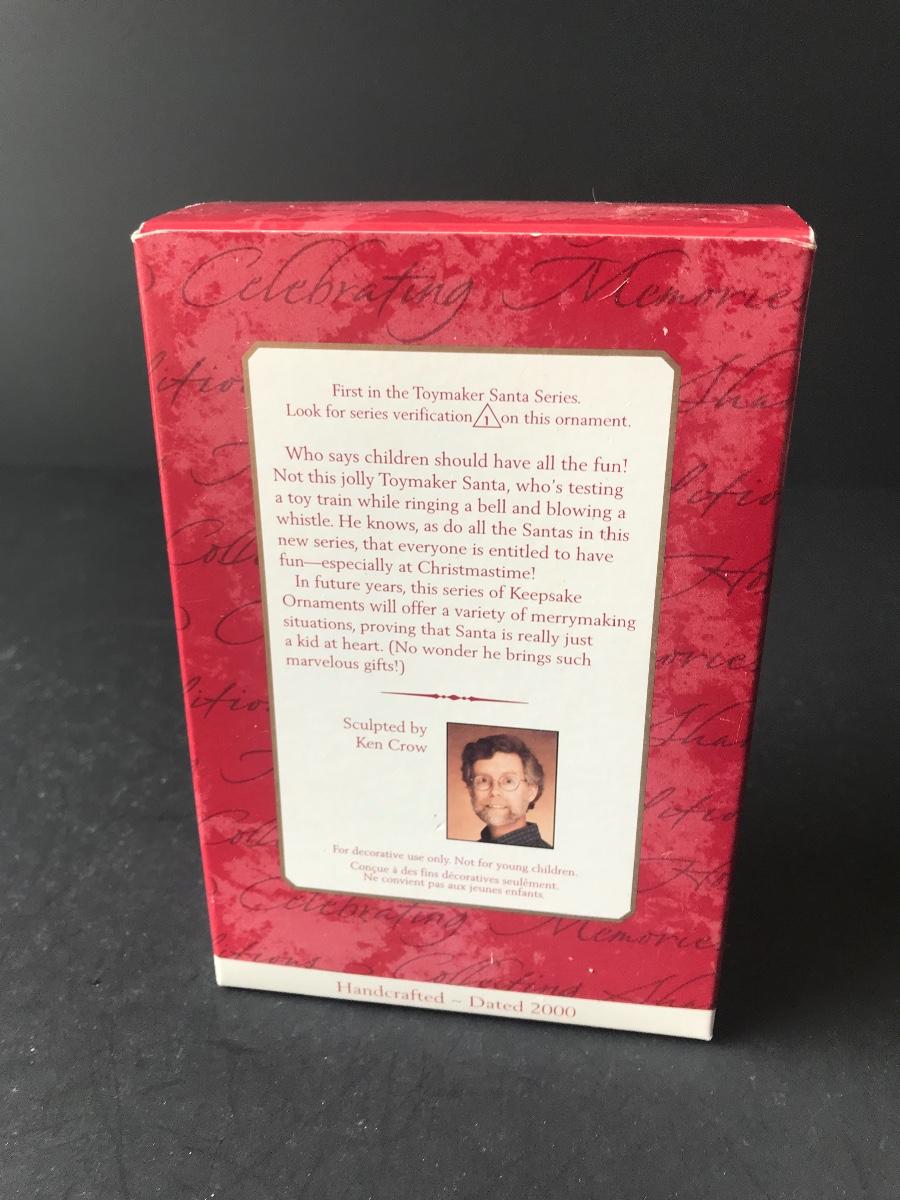 Celebrating Memories
First in the Toymaker Santa Series.
Look for series verification 1 on this ornament.
Who says children should have all the fun!
Not this jolly Toymaker Santa, who's testing
a toy train while ringing a bell and blowing a
whistle. He knows, as do all the Santas in this
new series, that everyone is entitled to have
fun—especially at Christmastime!
In future years, this series of Keepsake
Ornaments will offer a variety of merrymaking
situations, proving that Santa is really just
a kid at heart. (No wonder he brings such
marvelous gifts!)
Sculpted by
Ken Crow
For decorative use only. Not for young children.
Conçue à des fins décoratives seulement.
Ne convient pas aux jeunes enfants.
Celebrating Memories
Collecting
Handcrafted ~ Dated 2000